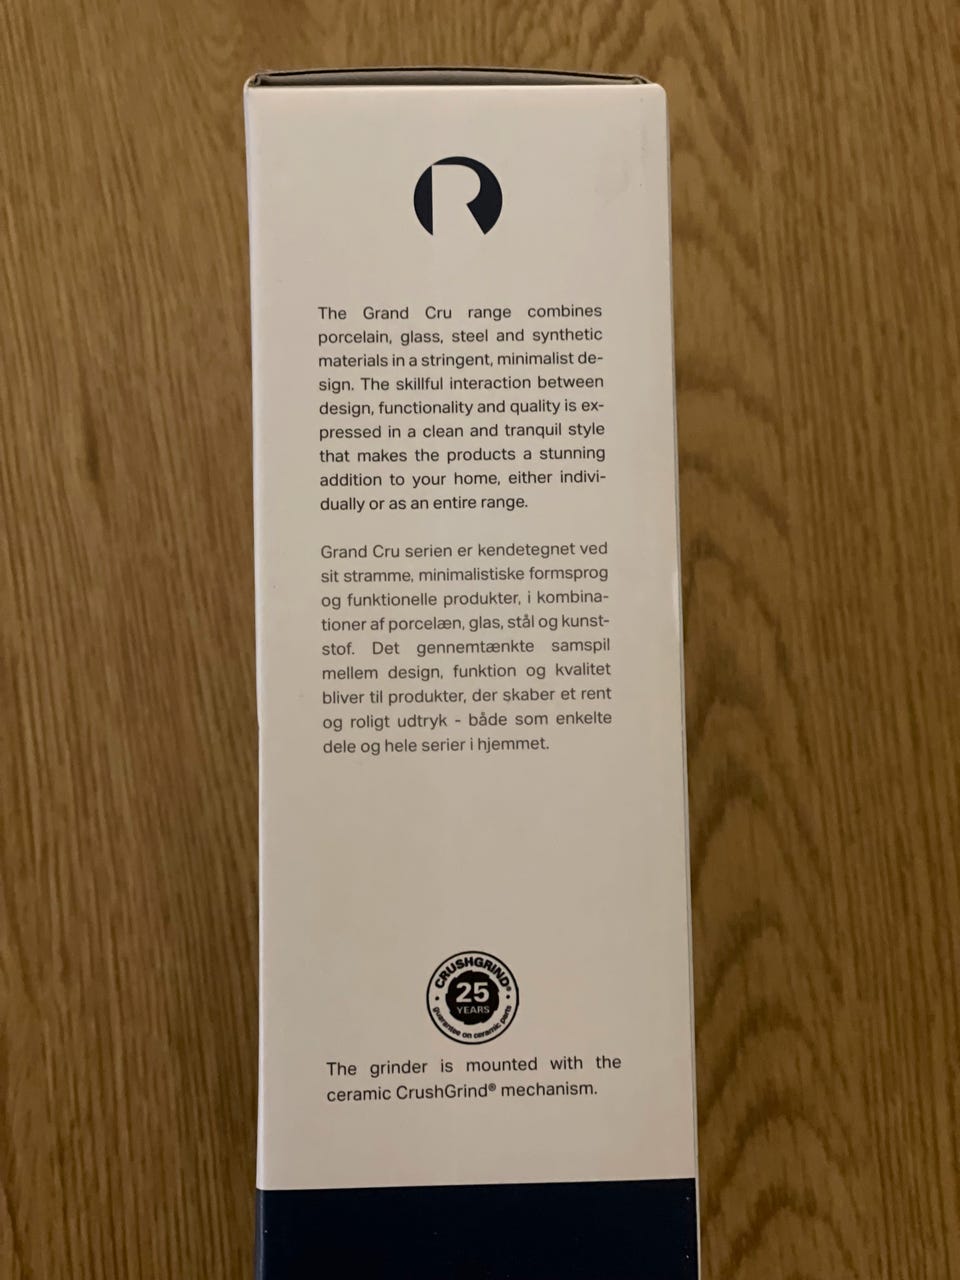 R
The Grand Cru range combines
porcelain, glass, steel and synthetic
materials in a stringent, minimalist de-
sign. The skillful interaction between
design, functionality and quality is ex-
pressed in a clean and tranquil style
that makes the products a stunning
addition to your home, either indivi-
dually or as an entire range.
Grand Cru serien er kendetegnet ved
sit stramme, minimalistiske formsprog
og funktionelle produkter, i kombina-
tioner af porcelæn, glas, stål og kunst-
stof. Det gennemtænkte samspil
mellem design, funktion og kvalitet
bliver til produkter, der skaber et rent
og roligt udtryk - både som enkelte
dele og hele serier i hjemmet.
CRUSHGRIND®
25
YEARS
guarantee on ceramic parts
The grinder is mounted with the
ceramic CrushGrind® mechanism.